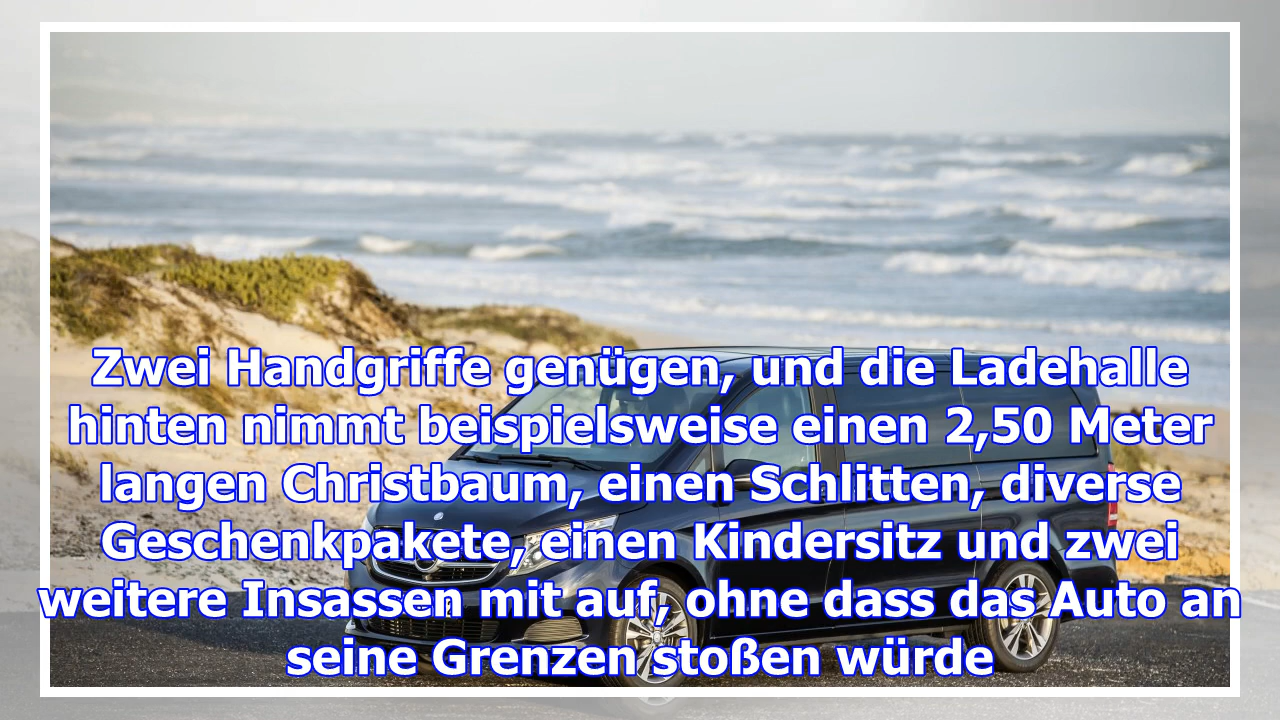 Zwei Handgriffe genügen, und die Ladehalle
hinten nimmt beispielsweise einen 2,50 Meter
langen Christbaum, einen Schlitten, diverse
Geschenkpakete, einen Kindersitz und zwei
weitere Insassen mit auf, ohne dass das Auto an
seine Grenzen stoßen würde